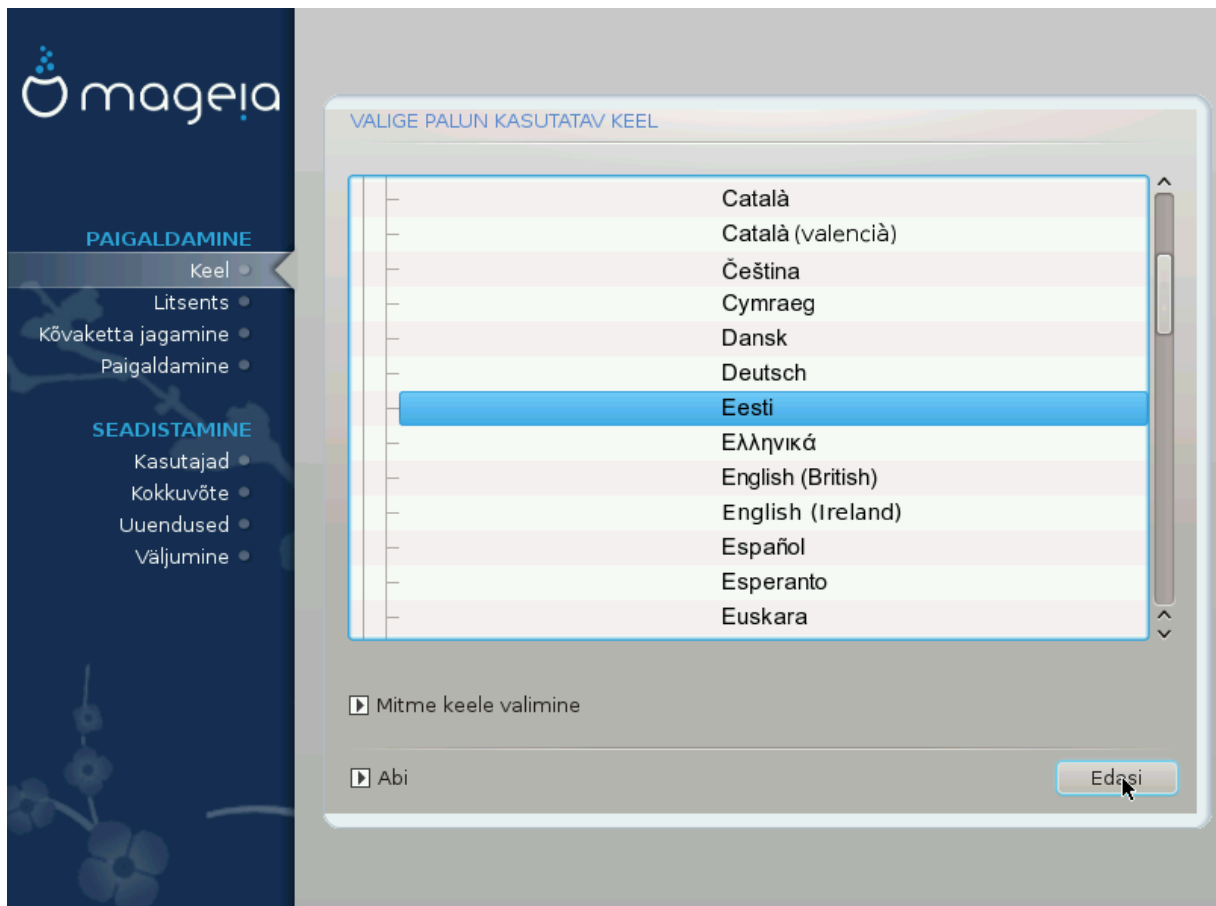 mageia
PAIGALDAMINE
Keel
Litsents
Kõvaketta jagamine
Paigaldamine
SEADISTAMINE
Kasutajad
Kokkuvõte
Uuendused
Väljumine
VALIGE PALUN KASUTATAV KEEL
Català
Català (valencià)
Čeština
Cymraeg
Dansk
Deutsch
Eesti
Ελληνικά
English (British)
English (Ireland)
Español
Esperanto
Euskara
Mitme keele valimine
Abi
Edasi